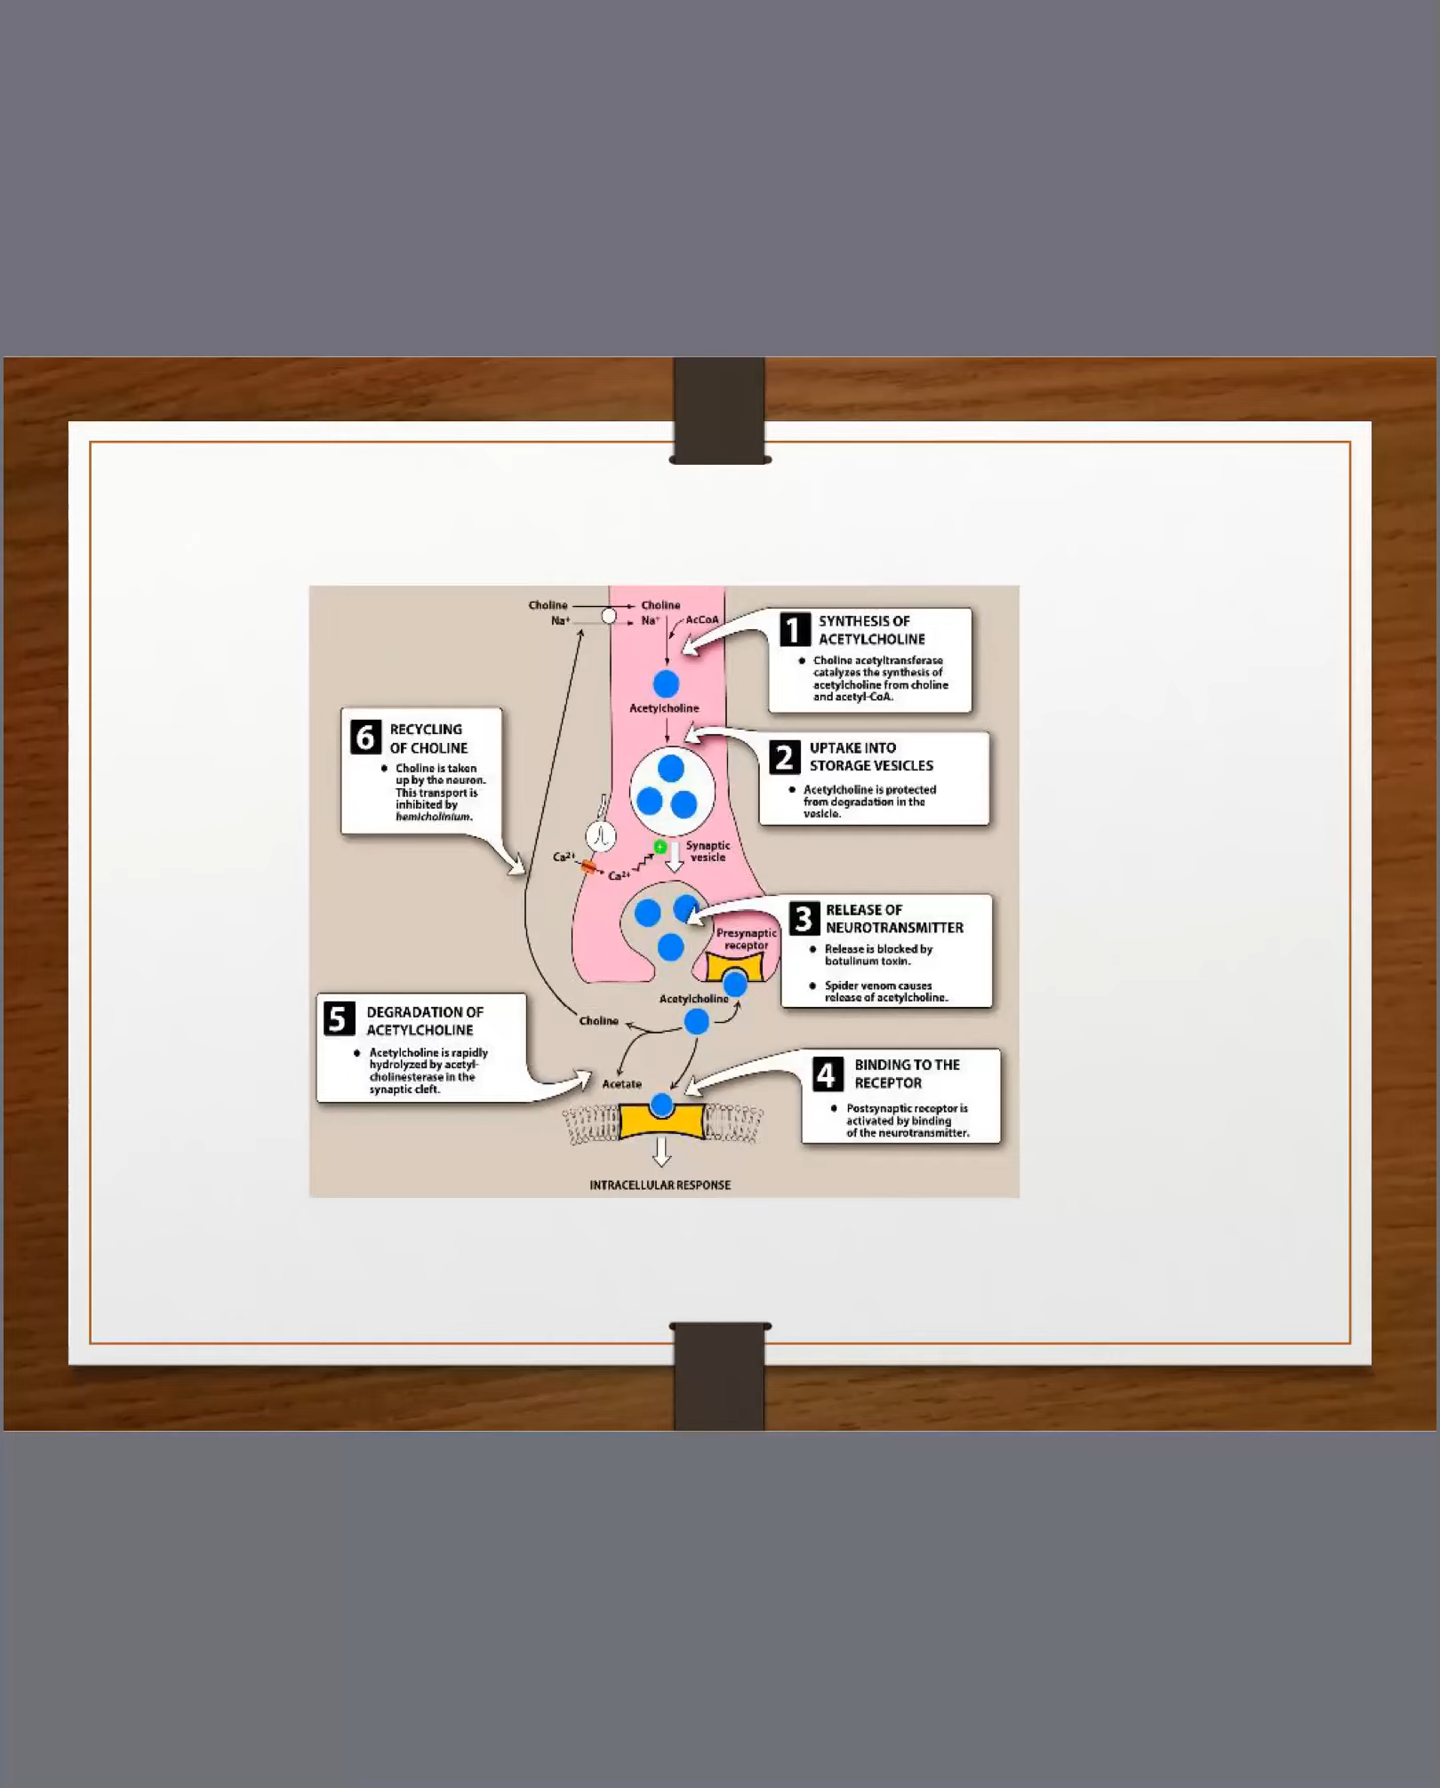 Choline
Choline
Na⁺
Na⁺
AcCoA
1
SYNTHESIS OF
ACETYLCHOLINE
• Choline acetyltransferase
catalyzes the synthesis of
acetylcholine from choline
and acetyl-CoA.
Acetylcholine
2
UPTAKE INTO
STORAGE VESICLES
• Acetylcholine is protected
from degradation in the
vesicle.
6
RECYCLING
OF CHOLINE
• Choline is taken
up by the neuron.
This transport is
inhibited by
hemicholinium.
Synaptic
vesicle
Ca²⁺
Ca²⁺
+
3
RELEASE OF
NEUROTRANSMITTER
• Release is blocked by
botulinum toxin.
• Spider venom causes
release of acetylcholine.
Presynaptic
receptor
Acetylcholine
Choline
5
DEGRADATION OF
ACETYLCHOLINE
• Acetylcholine is rapidly
hydrolyzed by acetyl-
cholinesterase in the
synaptic cleft.
Acetate
4
BINDING TO THE
RECEPTOR
• Postsynaptic receptor is
activated by binding
of the neurotransmitter.
INTRACELLULAR RESPONSE